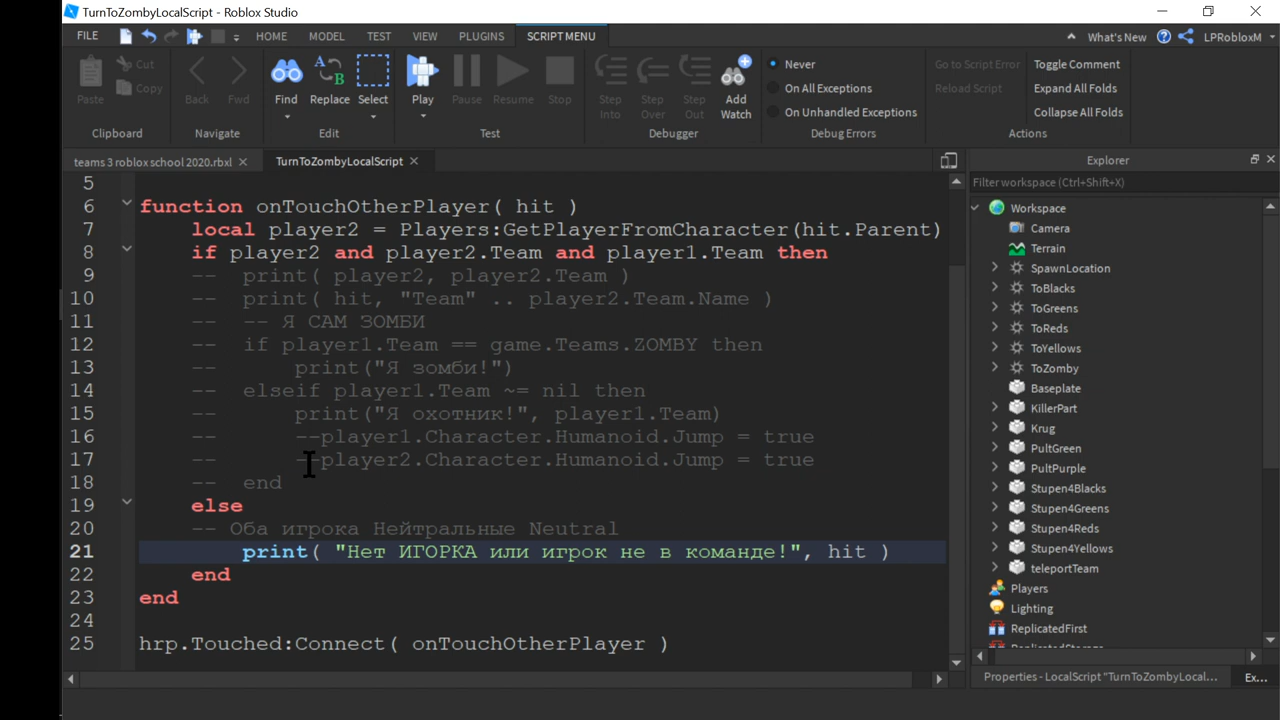 TurnToZombyLocalScript - Roblox Studio
FILE HOME MODEL TEST VIEW PLUGINS SCRIPT MENU What's New LPRobloxM
Paste Cut Copy Back Fwd Find Replace Select Play Pause Resume Stop Step Into Step Over Step Out Add Watch
Never
On All Exceptions
On Unhandled Exceptions
Go to Script Error
Reload Script
Toggle Comment
Expand All Folds
Collapse All Folds
Clipboard Navigate Edit Test Debugger Debug Errors Actions
teams 3 roblox school 2020.rbxl TurnToZombyLocalScript
5
6 function onTouchOtherPlayer( hit )
7 local player2 = Players:GetPlayerFromCharacter(hit.Parent)
8 if player2 and player2.Team and player1.Team then
9 -- print( player2, player2.Team )
10 -- print( hit, "Team" .. player2.Team.Name )
11 -- -- Я САМ ЗОМБИ
12 -- if player1.Team == game.Teams.ZOMBY then
13 -- print("Я зомби!")
14 -- elseif player1.Team ~= nil then
15 -- print("Я охотник!", player1.Team)
16 -- --player1.Character.Humanoid.Jump = true
17 -- --player2.Character.Humanoid.Jump = true
18 -- end
19 else
20 -- Оба игрока Нейтральные Neutral
21 print( "Нет ИГОРКА или игрок не в команде!", hit )
22 end
23 end
24
25 hrp.Touched:Connect( onTouchOtherPlayer )
Explorer
Filter workspace (Ctrl+Shift+X)
Workspace
Camera
Terrain
SpawnLocation
ToBlacks
ToGreens
ToReds
ToYellows
ToZomby
Baseplate
KillerPart
Krug
PultGreen
PultPurple
Stupen4Blacks
Stupen4Greens
Stupen4Reds
Stupen4Yellows
teleportTeam
Players
Lighting
ReplicatedFirst
Properties - LocalScript "TurnToZombyLocal... Ex...